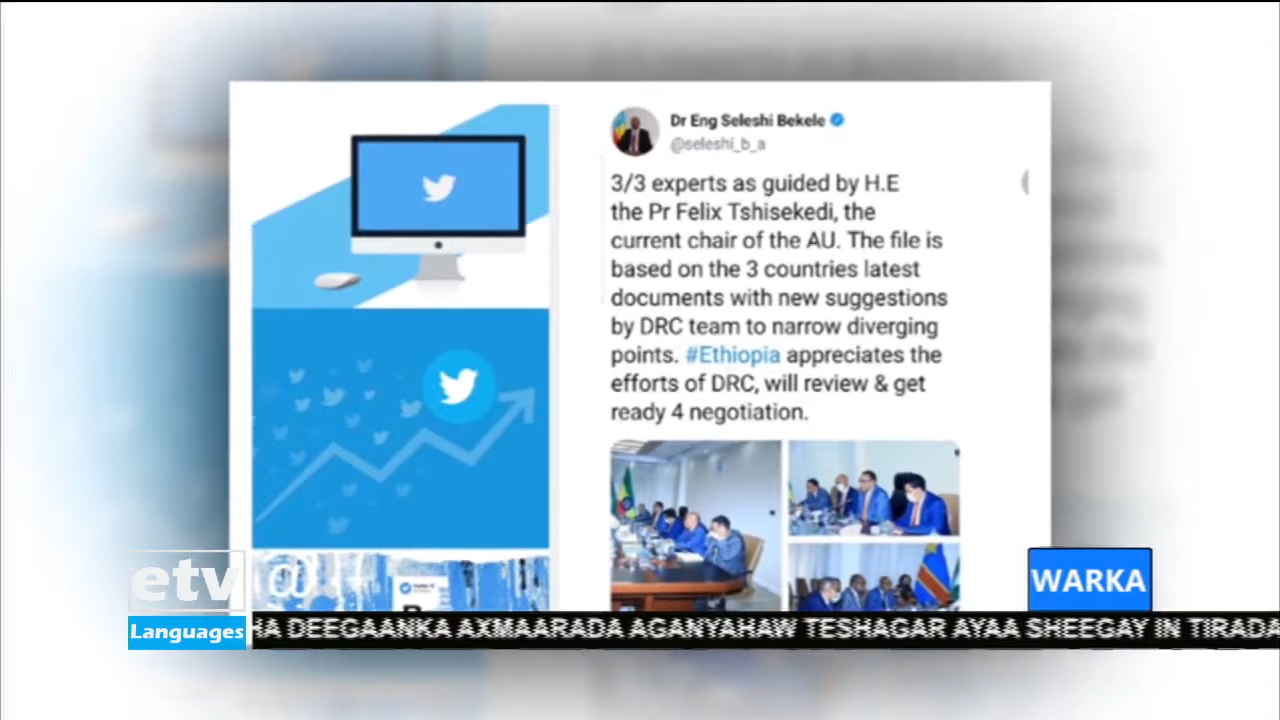 Dr Eng Seleshi Bekele
@seleshi_b_a
3/3 experts as guided by H.E
the Pr Felix Tshisekedi, the
current chair of the AU. The file is
based on the 3 countries latest
documents with new suggestions
by DRC team to narrow diverging
points. #Ethiopia appreciates the
efforts of DRC, will review & get
ready 4 negotiation.
etv
Languages
WARKA
HA DEEGAANKA AXMAARADA AGANYAHAW TESHAGAR AYAA SHEEGAY IN TIRADA